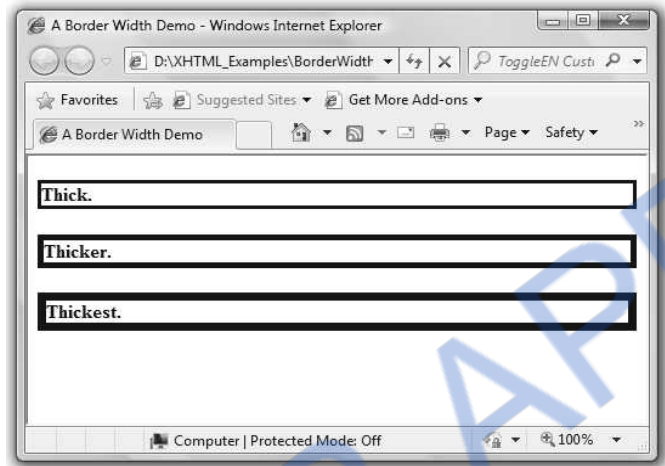 A Border Width Demo - Windows Internet Explorer
D:\XHTML_Examples\BorderWidth
ToggleEN Custo
Favorites Suggested Sites Get More Add-ons
A Border Width Demo Page Safety »
Thick.
Thicker.
Thickest.
Computer | Protected Mode: Off 100%